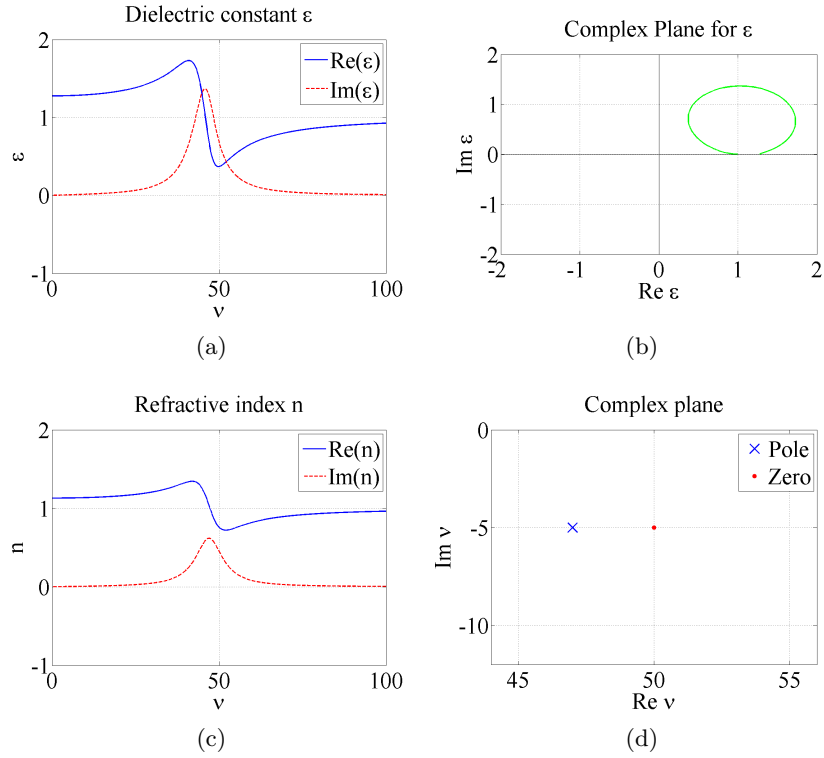 Dielectric constant ε
2
1
0
-1
0
50
100
ε
ν
Re(ε)
Im(ε)
(a)
Complex Plane for ε
2
1
0
-1
-2
-2
-1
0
1
2
Im ε
Re ε
(b)
Refractive index n
2
1
0
-1
0
50
100
n
ν
Re(n)
Im(n)
(c)
Complex plane
0
-5
-10
45
50
55
Im ν
Re ν
Pole
Zero
(d)